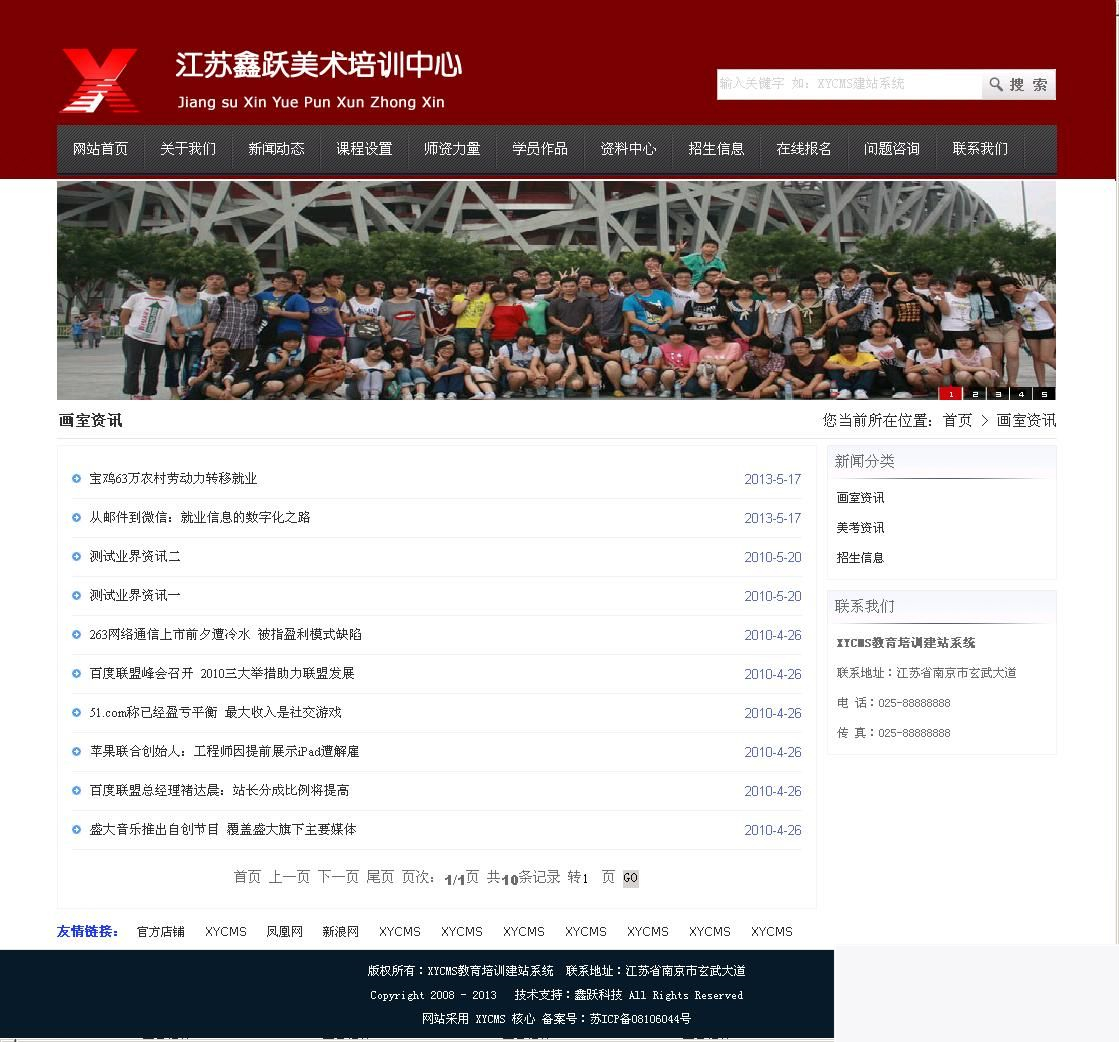 江苏鑫跃美术培训中心
Jiang su Xin Yue Pun Xun Zhong Xin
输入关键字 如：XYCMS建站系统
搜 索
网站首页 关于我们 新闻动态 课程设置 师资力量 学员作品 资料中心 招生信息 在线报名 问题咨询 联系我们
1 2 3 4 5
画室资讯
您当前所在位置：首页 > 画室资讯
宝鸡63万农村劳动力转移就业 2013-5-17
从邮件到微信：就业信息的数字化之路 2013-5-17
测试业界资讯二 2010-5-20
测试业界资讯一 2010-5-20
263网络通信上市前夕遭冷水 被指盈利模式缺陷 2010-4-26
百度联盟峰会召开 2010三大举措助力联盟发展 2010-4-26
51.com称已经盈亏平衡 最大收入是社交游戏 2010-4-26
苹果联合创始人：工程师因提前展示iPad遭解雇 2010-4-26
百度联盟总经理褚达晨：站长分成比例将提高 2010-4-26
盛大音乐推出自创节目 覆盖盛大旗下主要媒体 2010-4-26
首页 上一页 下一页 尾页 页次：1/1页 共10条记录 转1 页 GO
新闻分类
画室资讯
美考资讯
招生信息
联系我们
XYCMS教育培训建站系统
联系地址：江苏省南京市玄武大道
电 话：025-88888888
传 真：025-88888888
友情链接： 官方店铺 XYCMS 凤凰网 新浪网 XYCMS XYCMS XYCMS XYCMS XYCMS XYCMS XYCMS
版权所有：XYCMS教育培训建站系统 联系地址：江苏省南京市玄武大道
Copyright 2008 - 2013 技术支持：鑫跃科技 All Rights Reserved
网站采用 XYCMS 核心 备案号：苏ICP备08106044号